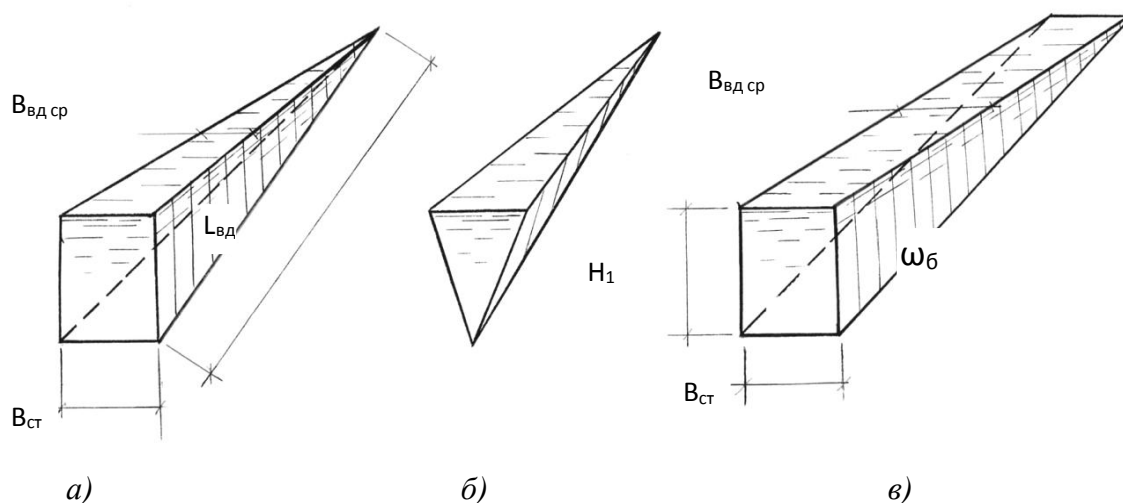 Bвд ср
Lвд
Bст
H1
Bвд ср
ωб
Bст
а)
б)
в)